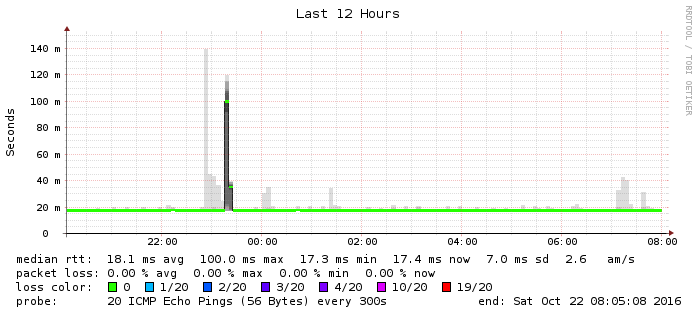 Last 12 Hours
RRDTOOL / TOBI OETIKER
Seconds
140 m
120 m
100 m
80 m
60 m
40 m
20 m
0
22:00 00:00 02:00 04:00 06:00 08:00
median rtt: 18.1 ms avg 100.0 ms max 17.3 ms min 17.4 ms now 7.0 ms sd 2.6 am/s
packet loss: 0.00 % avg 0.00 % max 0.00 % min 0.00 % now
loss color: 0 1/20 2/20 3/20 4/20 10/20 19/20
probe: 20 ICMP Echo Pings (56 Bytes) every 300s end: Sat Oct 22 08:05:08 2016